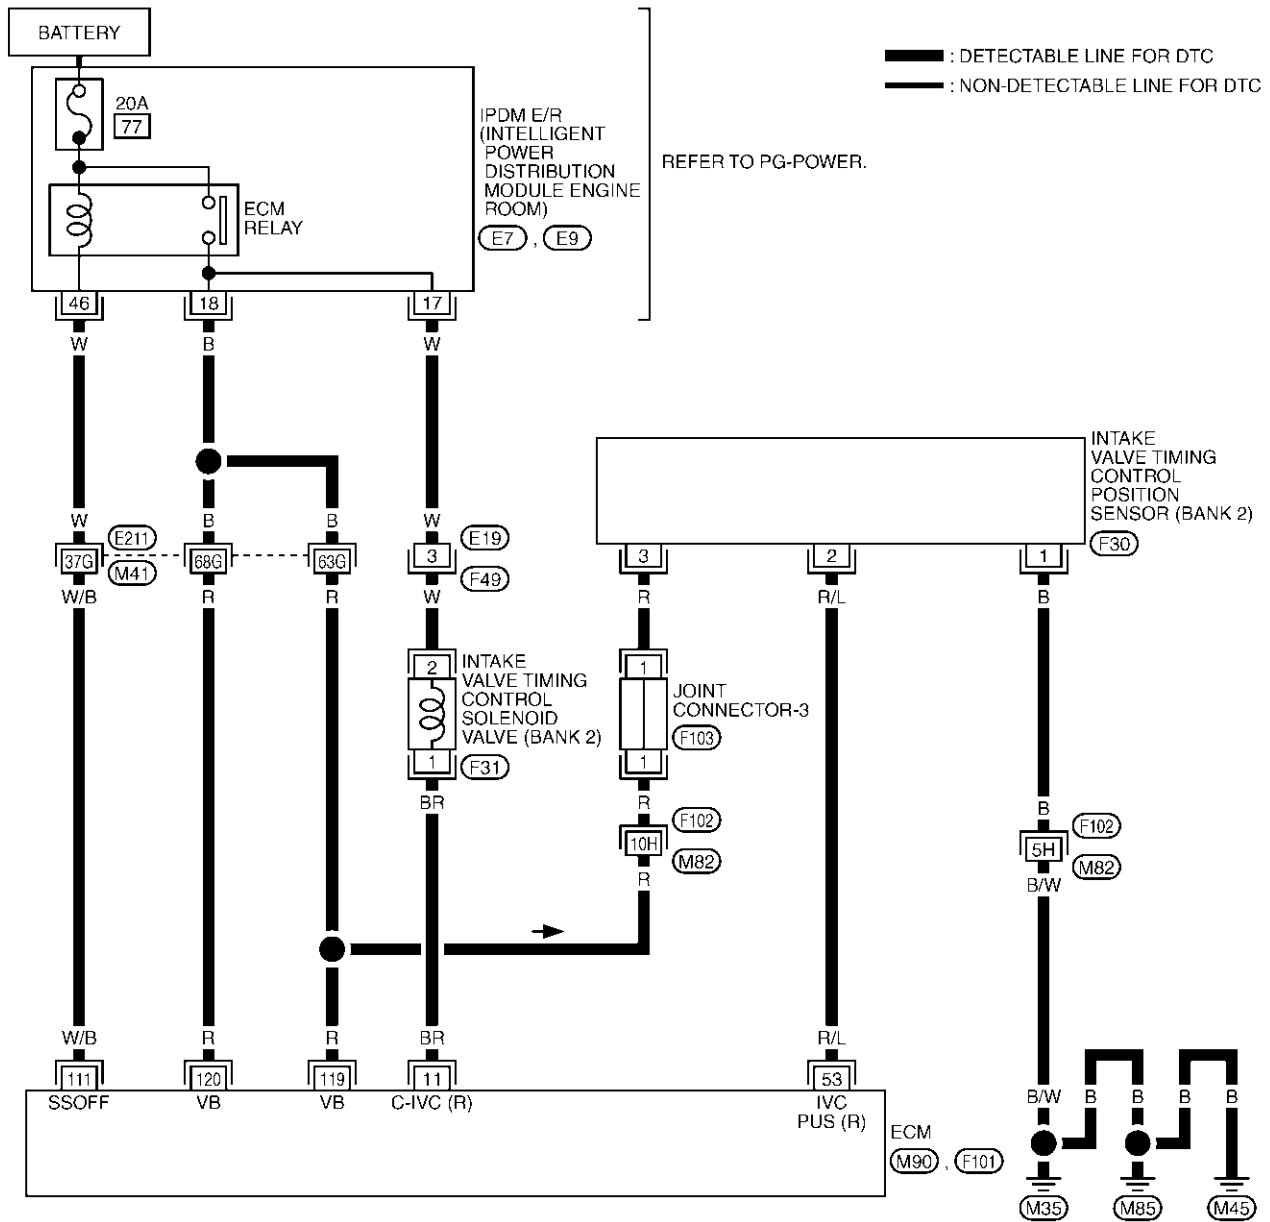 BATTERY
: DETECTABLE LINE FOR DTC
: NON-DETECTABLE LINE FOR DTC
20A
77
IPDM E/R
(INTELLIGENT
POWER
DISTRIBUTION
MODULE ENGINE
ROOM)
E7 , E9
REFER TO PG-POWER.
ECM
RELAY
46 18 17
W B W
INTAKE
VALVE TIMING
CONTROL
POSITION
SENSOR (BANK 2)
F30
W B B W
E211 E19
37G 68G 63G 3
M41 F49
3 2 1
W/B R R W
R R/L B
2
INTAKE
VALVE TIMING
CONTROL
SOLENOID
VALVE (BANK 2)
1
F31
1
JOINT
CONNECTOR-3
F103
1
BR R B
F102 F102
10H 5H
M82 M82
R B/W
W/B R R BR R/L
111 120 119 11 53
SSOFF VB VB C-IVC (R) IVC
PUS (R)
B/W B B B B
ECM
M90 , F101
M35 M85 M45